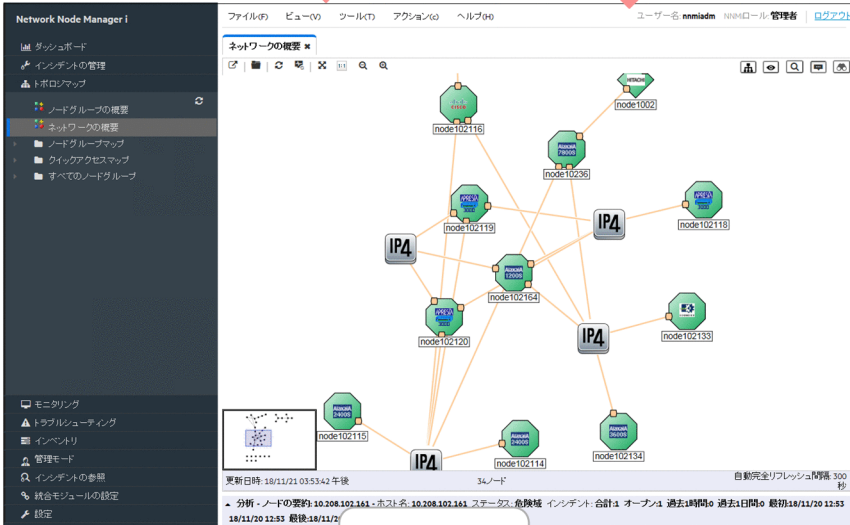 Network Node Manager i
ファイル(F) ビュー(V) ツール(T) アクション(c) ヘルプ(H)
ユーザー名:nnmiadm NNMiロール:管理者 ログアウト
ダッシュボード
インシデントの管理
トポロジマップ
ノードグループの概要
ネットワークの概要
ノードグループマップ
クイックアクセスマップ
すべてのノードグループ
モニタリング
トラブルシューティング
インベントリ
管理モード
インシデントの参照
統合モジュールの設定
設定
ネットワークの概要 ×
1:1
HITACHI
node1002
CISCO
node102116
node10236
node102119
node102118
IP4
IP4
node102164
node102120
node102133
IP4
node102115
node102134
node102114
IP4
更新日時: 18/11/21 03:53:42 午後
34ノード
自動完全リフレッシュ間隔: 300秒
分析 - ノードの要約: 10.208.102.161 - ホスト名: 10.208.102.161 ステータス: 危険域 インシデント: 合計:1 オープン:1 過去1時間:0 過去1日間:0 最初:18/11/20 12:53
18/11/20 12:53 最後:18/11/2